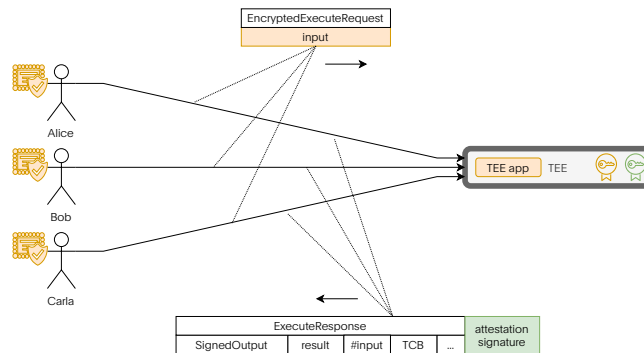 EncryptedExecuteRequest
input
Alice
TEE app TEE
Bob
Carla
ExecuteResponse
attestation
signature
SignedOutput result #input TCB ...